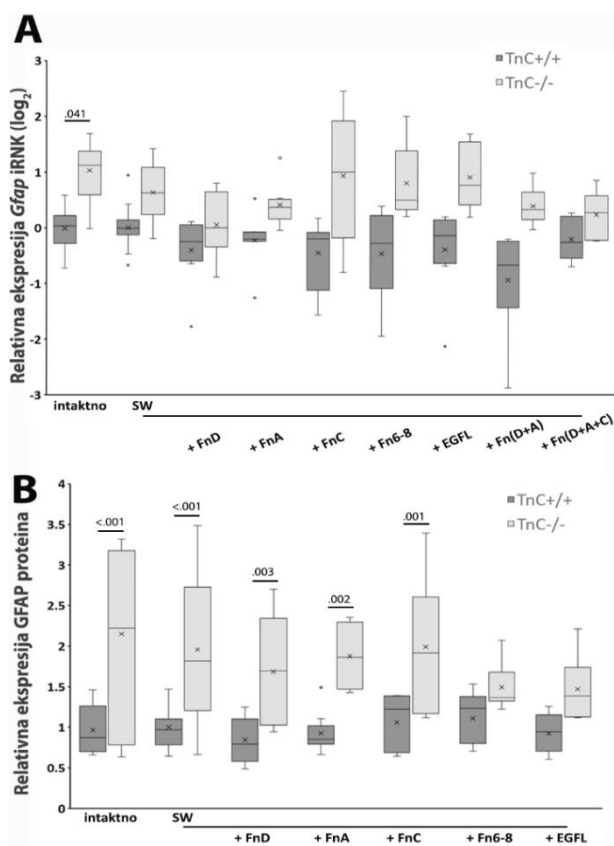 A
Relativna ekspresija Gfap iRNK (log2)
TnC+/+
TnC-/-
3
2
1
0
-1
-2
-3
.041
intaktno
SW
+ FnD
+ FnA
+ FnC
+ Fn6-8
+ EGFL
+ Fn(D+A)
+ Fn(D+A+C)
B
Relativna ekspresija GFAP proteina
TnC+/+
TnC-/-
4
3.5
3
2.5
2
1.5
1
0.5
0
<.001
<.001
.003
.002
.001
intaktno
SW
+ FnD
+ FnA
+ FnC
+ Fn6-8
+ EGFL